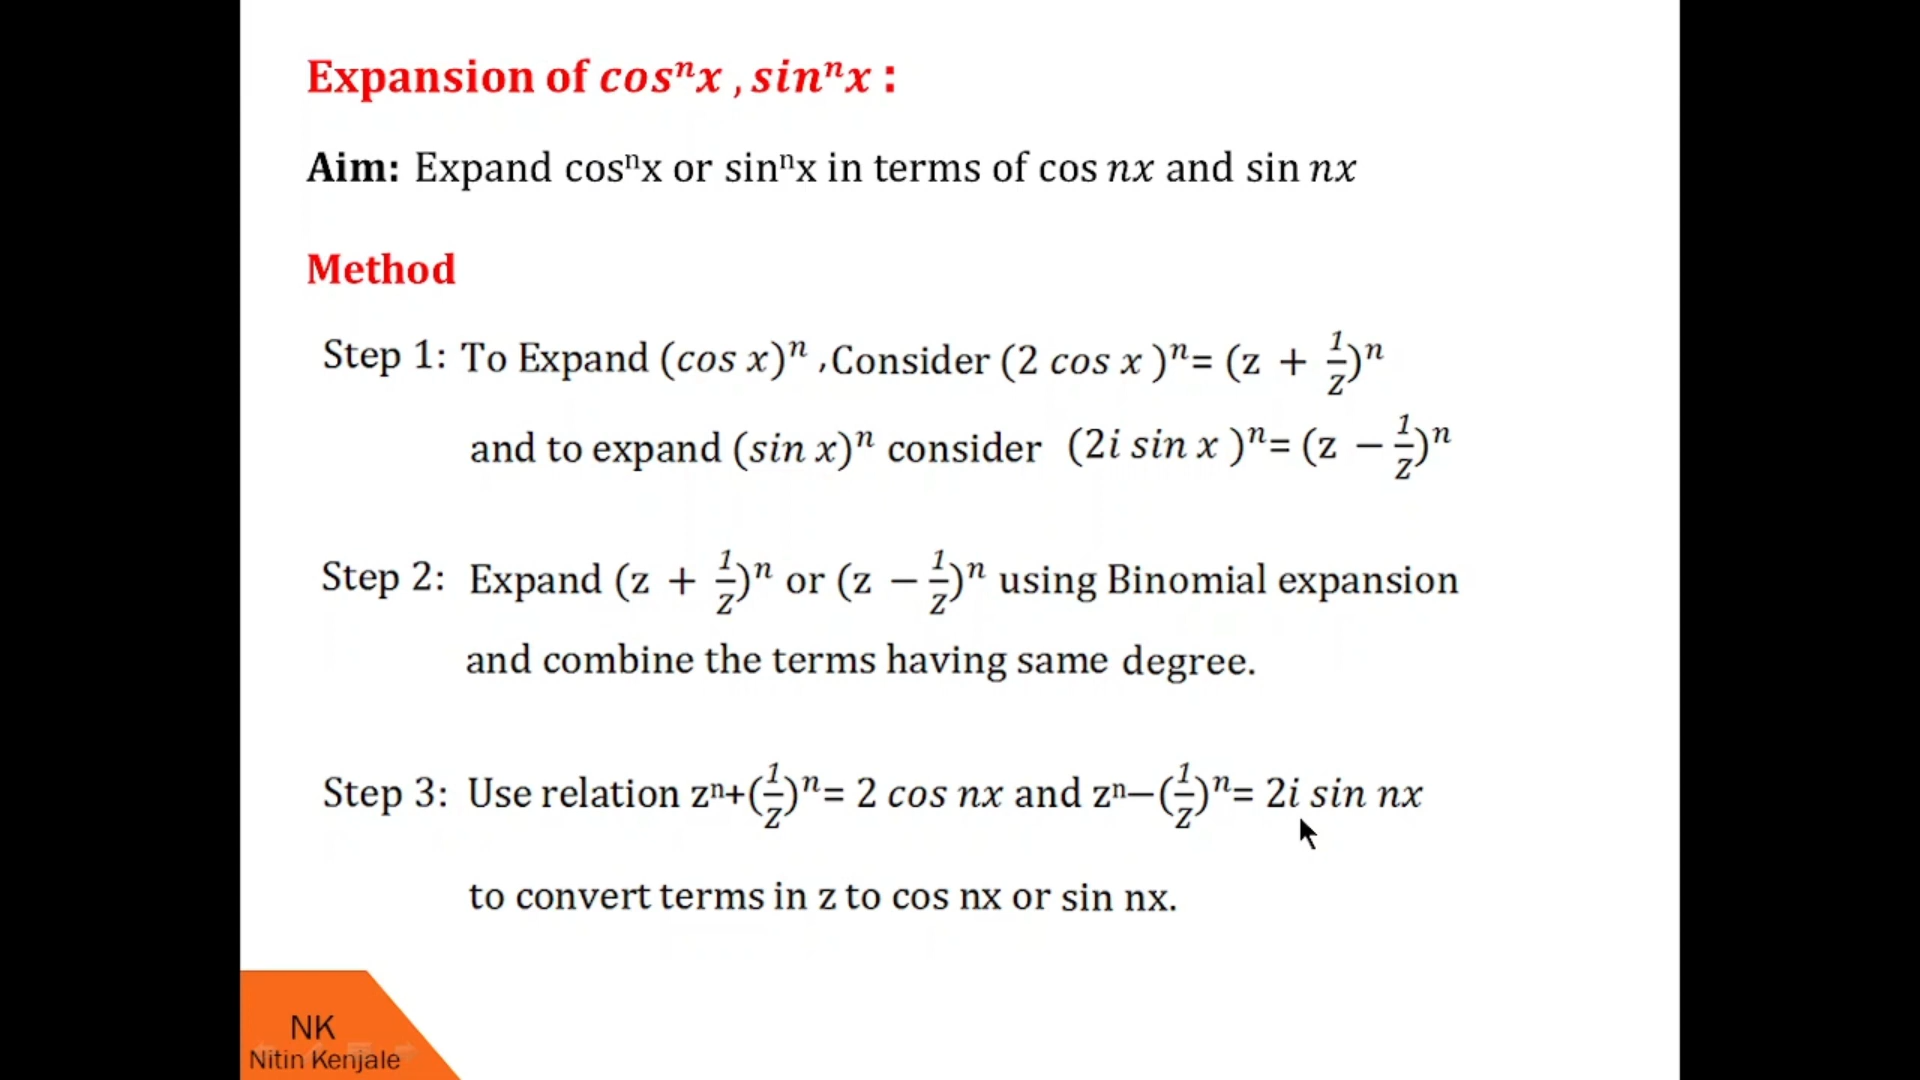 Expansion of cosⁿx , sinⁿx :
Aim: Expand cosⁿx or sinⁿx in terms of cos nx and sin nx
Method
Step 1: To Expand (cos x)ⁿ ,Consider (2 cos x )ⁿ= (z + 1/z)ⁿ
and to expand (sin x)ⁿ consider (2i sin x )ⁿ= (z − 1/z)ⁿ
Step 2: Expand (z + 1/z)ⁿ or (z − 1/z)ⁿ using Binomial expansion
and combine the terms having same degree.
Step 3: Use relation zⁿ+(1/z)ⁿ= 2 cos nx and zⁿ−(1/z)ⁿ= 2i sin nx
to convert terms in z to cos nx or sin nx.
NK
Nitin Kenjale